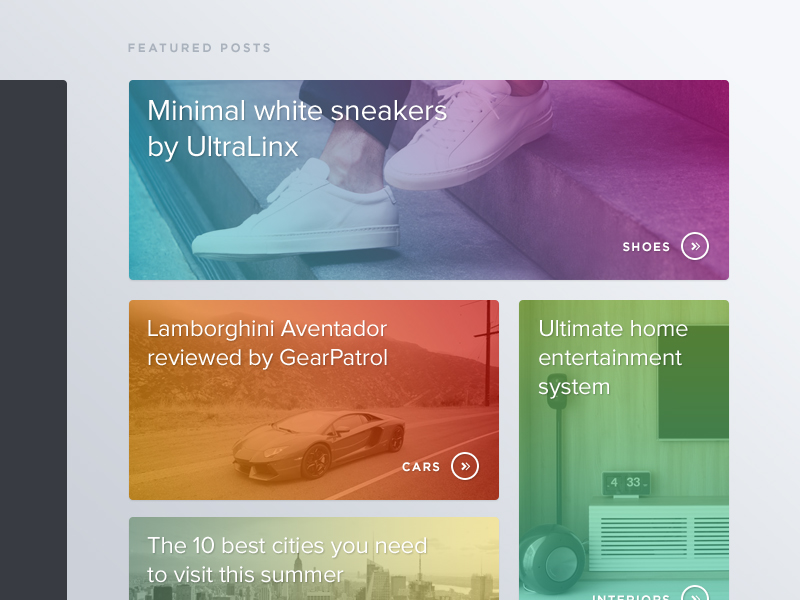 FEATURED POSTS
Minimal white sneakers
by UltraLinx
SHOES
Lamborghini Aventador
reviewed by GearPatrol
CARS
Ultimate home
entertainment
system
4 33
INTERIORS
The 10 best cities you need
to visit this summer